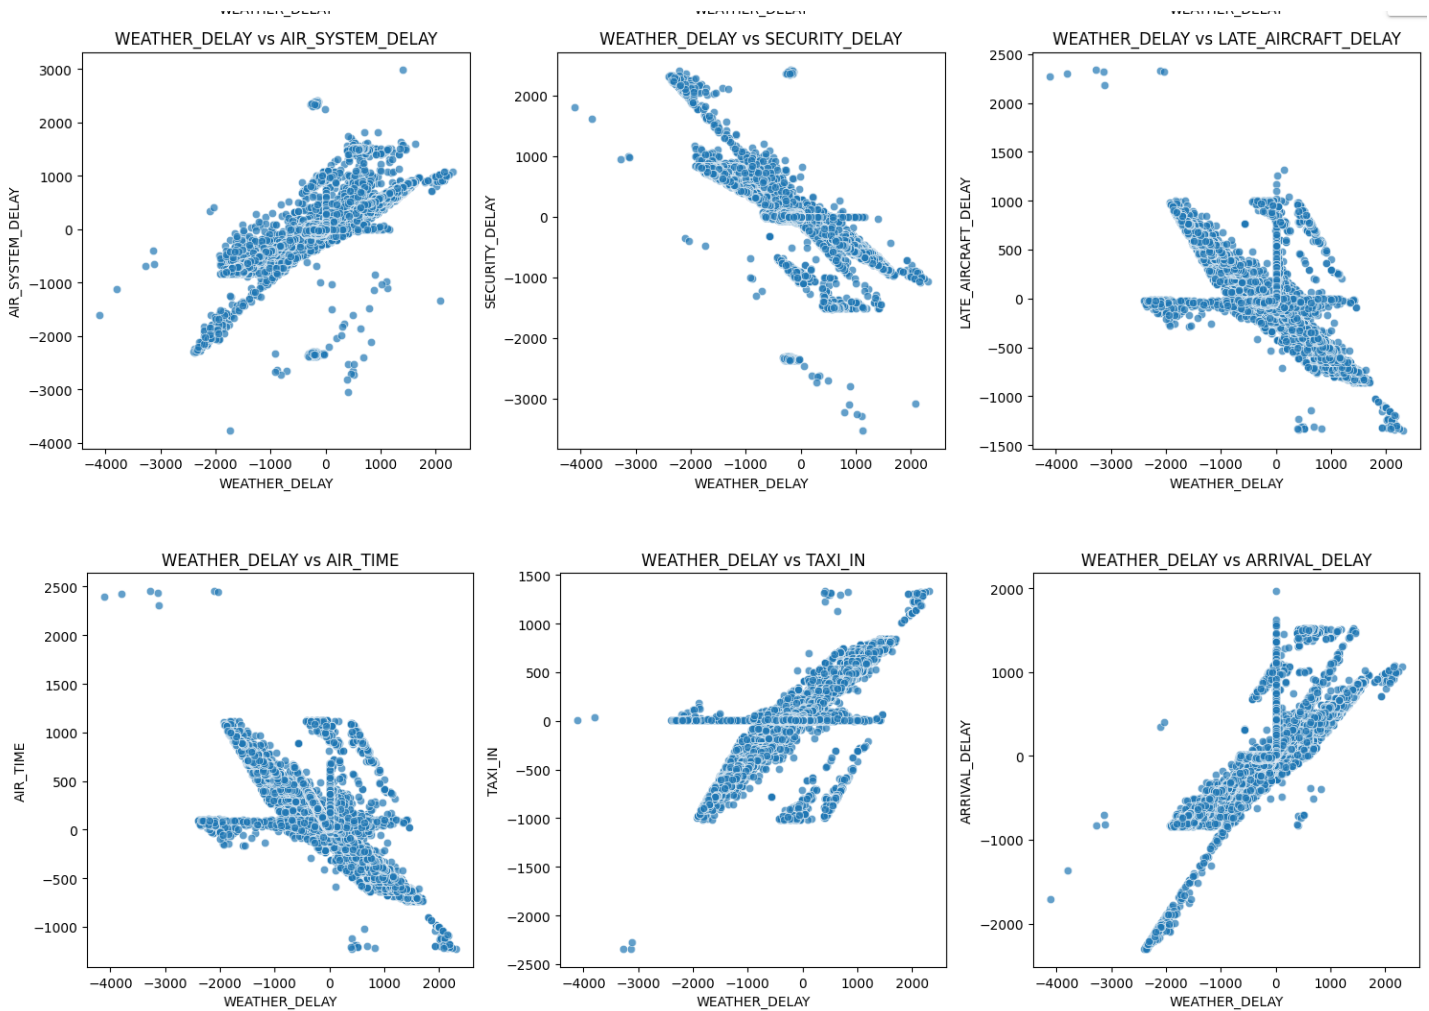 WEATHER_DELAY WEATHER_DELAY WEATHER_DELAY
WEATHER_DELAY vs AIR_SYSTEM_DELAY
3000
2000
1000
0
−1000
−2000
−3000
−4000
AIR_SYSTEM_DELAY
−4000 −3000 −2000 −1000 0 1000 2000
WEATHER_DELAY
WEATHER_DELAY vs SECURITY_DELAY
2000
1000
0
−1000
−2000
−3000
SECURITY_DELAY
−4000 −3000 −2000 −1000 0 1000 2000
WEATHER_DELAY
WEATHER_DELAY vs LATE_AIRCRAFT_DELAY
2500
2000
1500
1000
500
0
−500
−1000
−1500
LATE_AIRCRAFT_DELAY
−4000 −3000 −2000 −1000 0 1000 2000
WEATHER_DELAY
WEATHER_DELAY vs AIR_TIME
2500
2000
1500
1000
500
0
−500
−1000
AIR_TIME
−4000 −3000 −2000 −1000 0 1000 2000
WEATHER_DELAY
WEATHER_DELAY vs TAXI_IN
1500
1000
500
0
−500
−1000
−1500
−2000
−2500
TAXI_IN
−4000 −3000 −2000 −1000 0 1000 2000
WEATHER_DELAY
WEATHER_DELAY vs ARRIVAL_DELAY
2000
1000
0
−1000
−2000
ARRIVAL_DELAY
−4000 −3000 −2000 −1000 0 1000 2000
WEATHER_DELAY